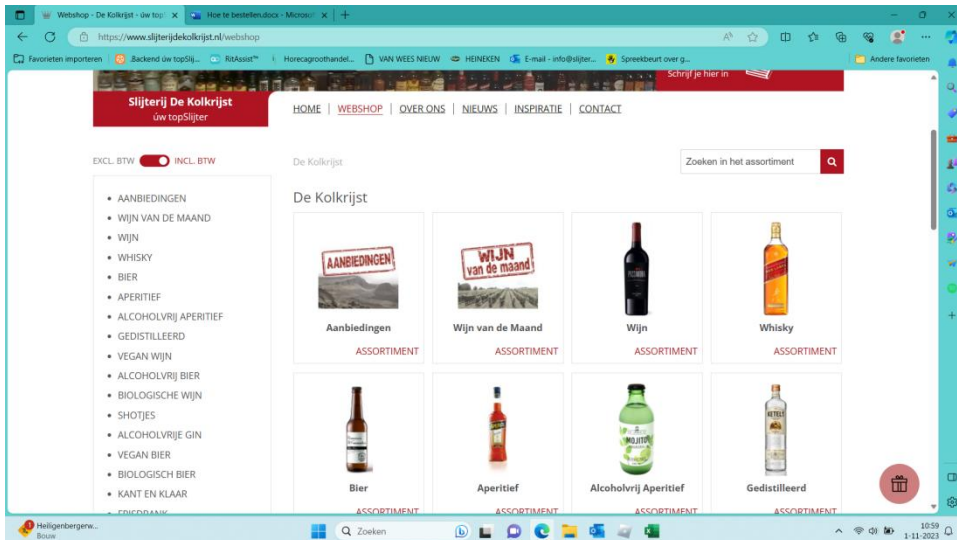 Webshop - De Kolkrijst - úw top
Hoe te bestellen.docx - Microsoft
https://www.slijterijdekolkrijst.nl/webshop
Favorieten importeren
Backend úw topSlij...
RitAssist™
Horecagroothandel...
VAN WEES NIEUW
HEINEKEN
E-mail - info@slijter...
Spreekbeurt over g...
Andere favorieten
Schrijf je hier in
Slijterij De Kolkrijst
úw topSlijter
HOME | WEBSHOP | OVER ONS | NIEUWS | INSPIRATIE | CONTACT
EXCL. BTW INCL. BTW
De Kolkrijst
Zoeken in het assortiment
AANBIEDINGEN
WIJN VAN DE MAAND
WIJN
WHISKY
BIER
APERITIEF
ALCOHOLVRIJ APERITIEF
GEDISTILLEERD
VEGAN WIJN
ALCOHOLVRIJ BIER
BIOLOGISCHE WIJN
SHOTJES
ALCOHOLVRIJE GIN
VEGAN BIER
BIOLOGISCH BIER
KANT EN KLAAR
FRISDRANK
De Kolkrijst
AANBIEDINGEN
WIJN
van de maand
Aanbiedingen
Wijn van de Maand
Wijn
Whisky
ASSORTIMENT
ASSORTIMENT
ASSORTIMENT
ASSORTIMENT
MOJITO
KETEL1
Bier
Aperitief
Alcoholvrij Aperitief
Gedistilleerd
ASSORTIMENT
ASSORTIMENT
ASSORTIMENT
ASSORTIMENT
1
Heiligenbergerw...
Bouw
Zoeken
10:59
1-11-2023